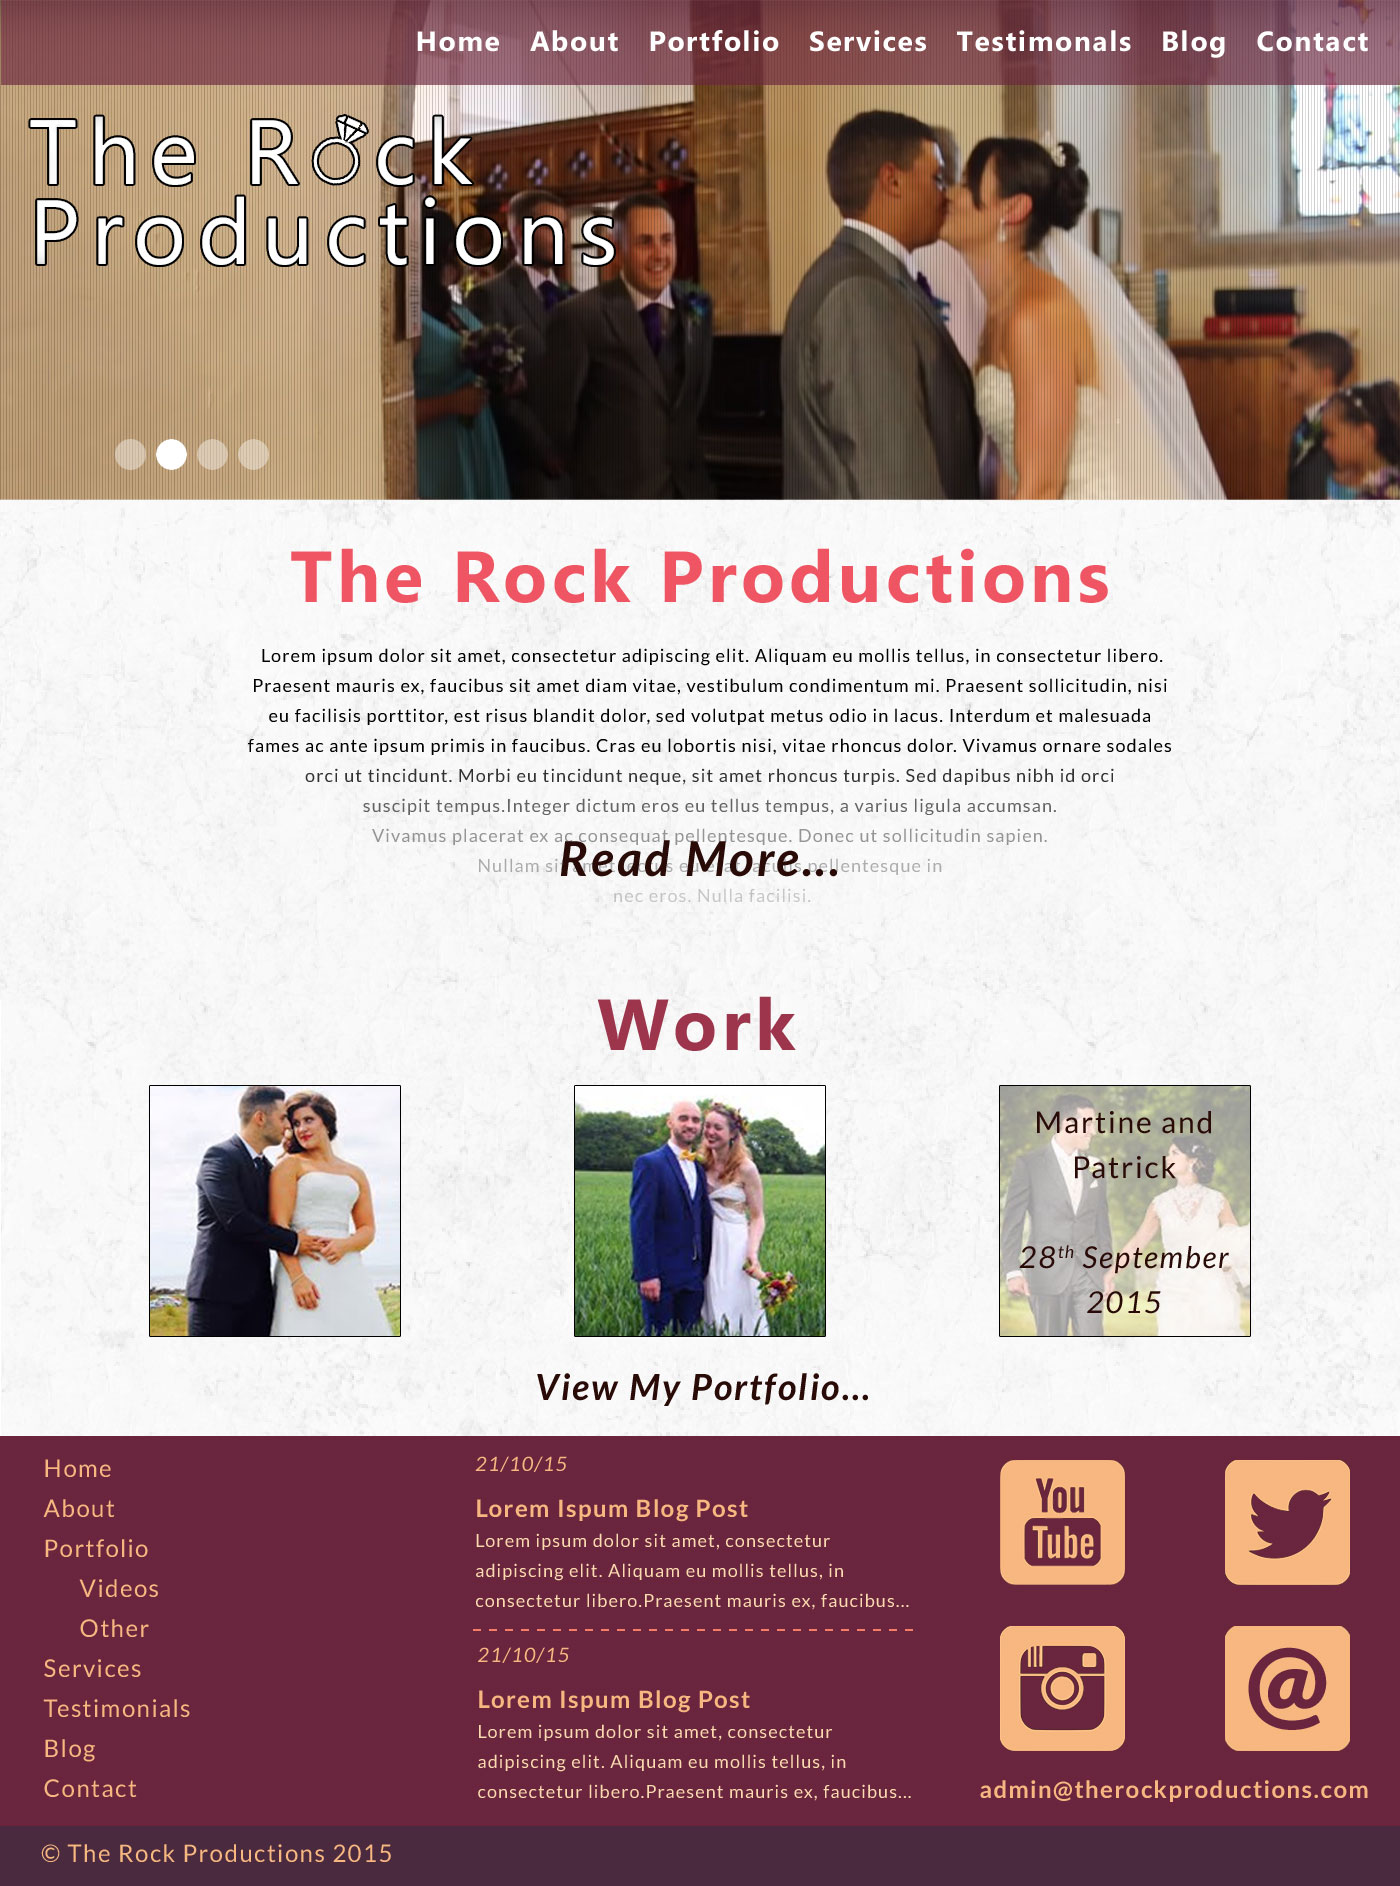 Home About Portfolio Services Testimonals Blog Contact
The Rock
Productions
The Rock Productions
Lorem ipsum dolor sit amet, consectetur adipiscing elit. Aliquam eu mollis tellus, in consectetur libero.
Praesent mauris ex, faucibus sit amet diam vitae, vestibulum condimentum mi. Praesent sollicitudin, nisi
eu facilisis porttitor, est risus blandit dolor, sed volutpat metus odio in lacus. Interdum et malesuada
fames ac ante ipsum primis in faucibus. Cras eu lobortis nisi, vitae rhoncus dolor. Vivamus ornare sodales
orci ut tincidunt. Morbi eu tincidunt neque, sit amet rhoncus turpis. Sed dapibus nibh id orci
suscipit tempus.Integer dictum eros eu tellus tempus, a varius ligula accumsan.
Vivamus placerat ex ac consequat pellentesque. Donec ut sollicitudin sapien.
Nullam sit amet eu pellentesque in
Read More...
nec eros. Nulla facilisi.
Work
Martine and
Patrick
28th September
2015
View My Portfolio...
Home
About
Portfolio
Videos
Other
Services
Testimonials
Blog
Contact
21/10/15
Lorem Ispum Blog Post
Lorem ipsum dolor sit amet, consectetur
adipiscing elit. Aliquam eu mollis tellus, in
consectetur libero.Praesent mauris ex, faucibus...
21/10/15
Lorem Ispum Blog Post
Lorem ipsum dolor sit amet, consectetur
adipiscing elit. Aliquam eu mollis tellus, in
consectetur libero.Praesent mauris ex, faucibus...
You
Tube
@
admin@therockproductions.com
© The Rock Productions 2015